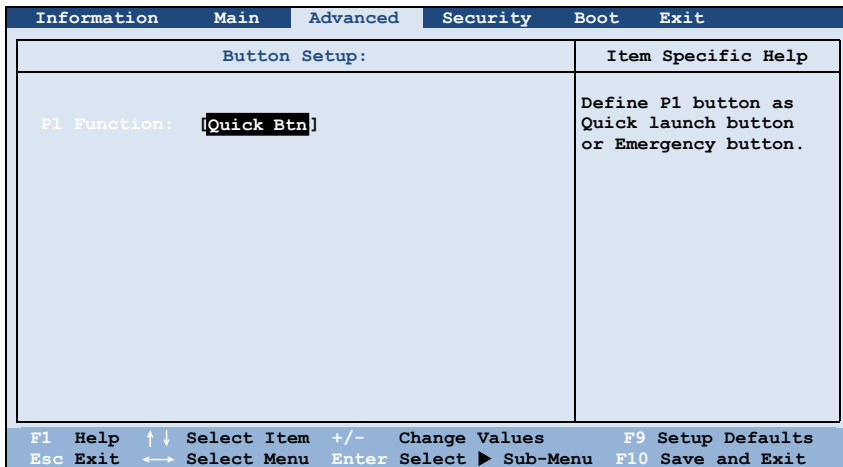 Information Main Advanced Security Boot Exit
Button Setup:
Item Specific Help
P1 Function: [Quick Btn]
Define P1 button as
Quick launch button
or Emergency button.
F1 Help ↑↓ Select Item +/- Change Values F9 Setup Defaults
Esc Exit ←→ Select Menu Enter Select ▶ Sub-Menu F10 Save and Exit